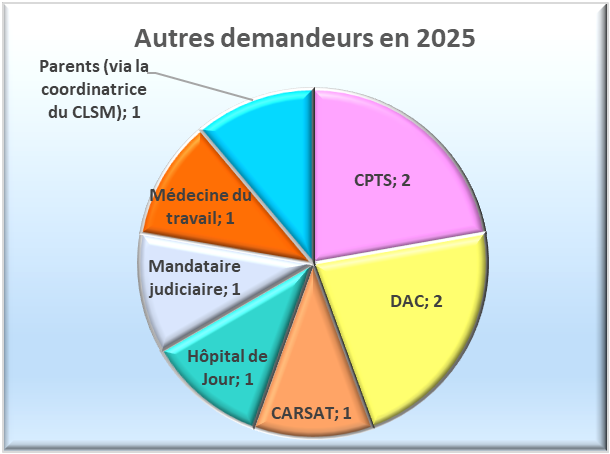 Autres demandeurs en 2025
Parents (via la
coordinatrice
du CLSM); 1
CPTS; 2
Médecine du
travail; 1
Mandataire
judiciaire; 1
DAC; 2
Hôpital de
Jour; 1
CARSAT; 1